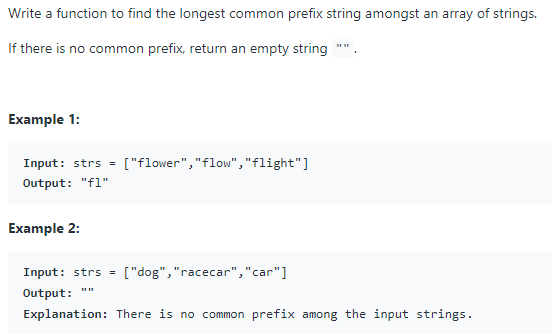 Write a function to find the longest common prefix string amongst an array of strings.
If there is no common prefix, return an empty string "".
Example 1:
Input: strs = ["flower","flow","flight"]
Output: "fl"
Example 2:
Input: strs = ["dog","racecar","car"]
Output: ""
Explanation: There is no common prefix among the input strings.